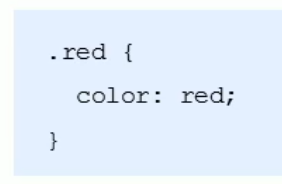 .red {
  color: red;
}